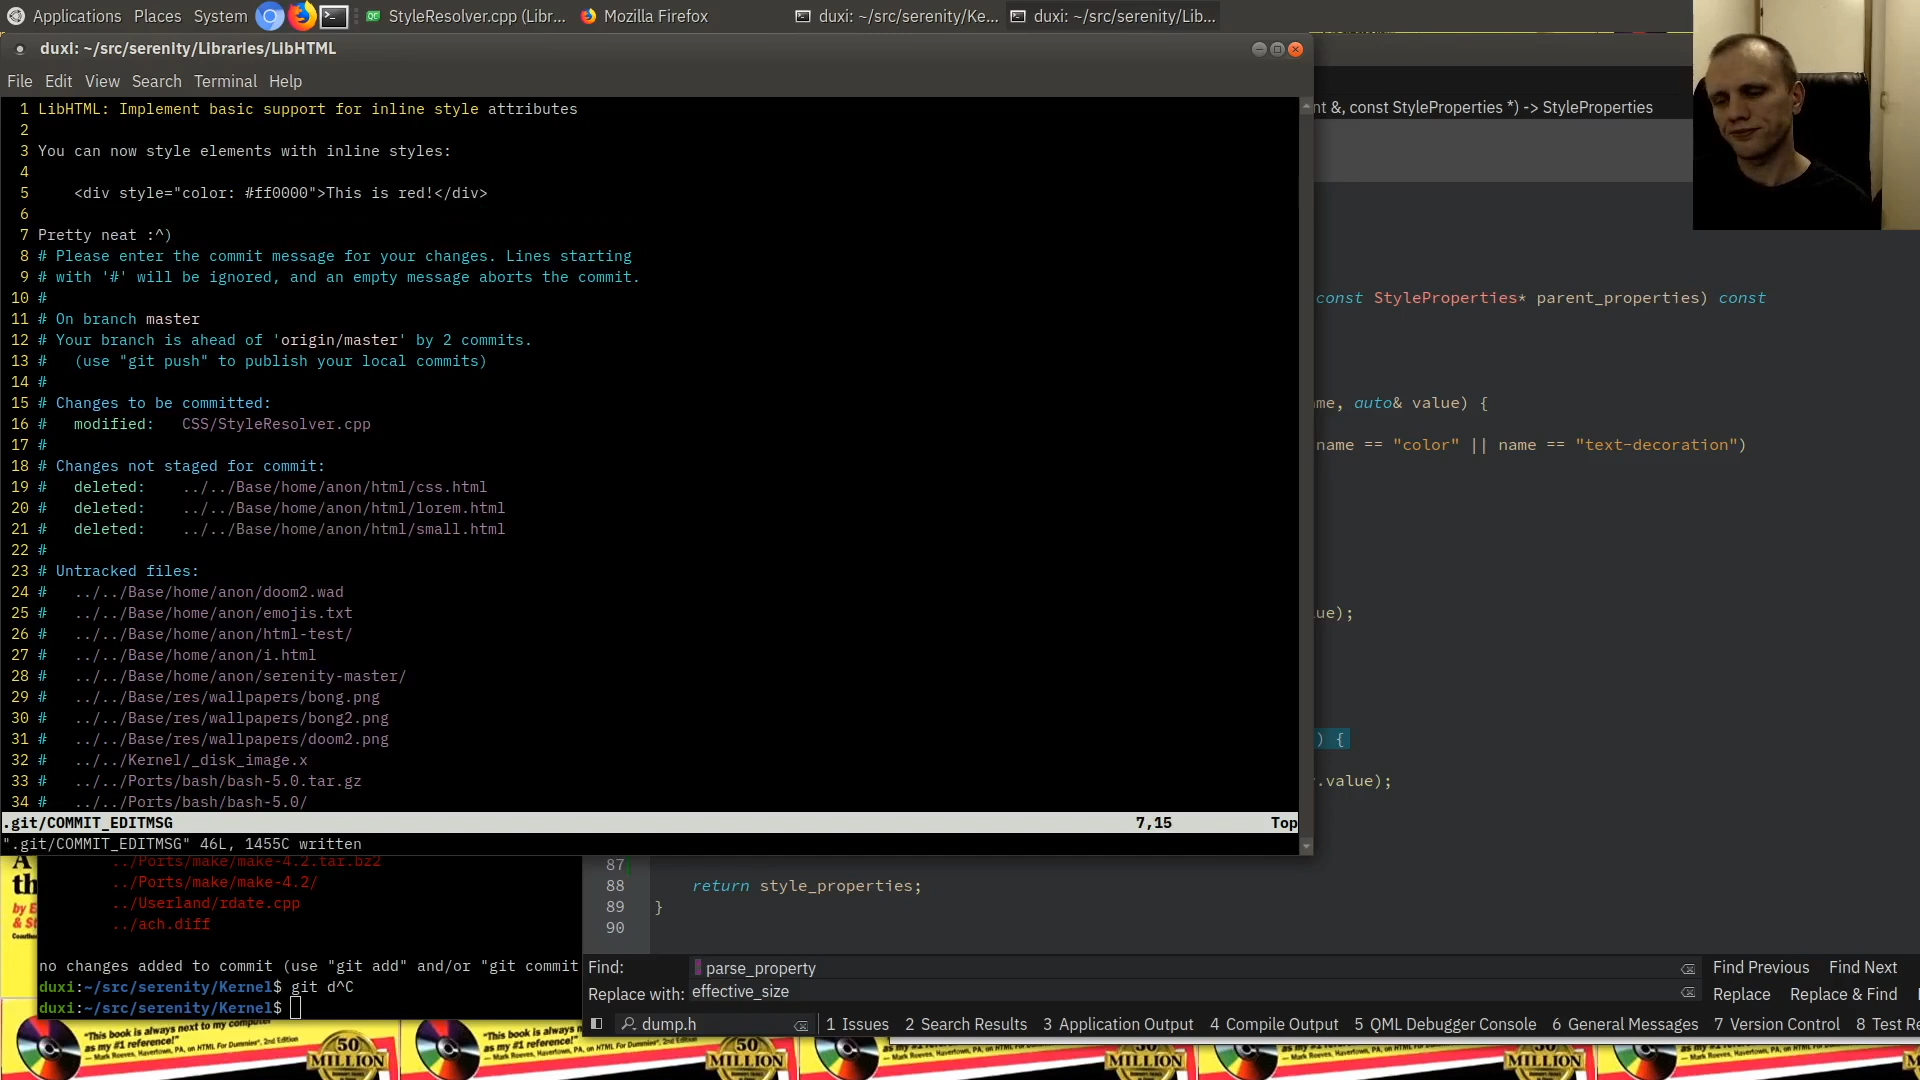 Applications Places System StyleResolver.cpp (Libr... Mozilla Firefox duxi: ~/src/serenity/Ke... duxi: ~/src/serenity/Lib...
duxi: ~/src/serenity/Libraries/LibHTML
File Edit View Search Terminal Help
1 LibHTML: Implement basic support for inline style attributes
2
3 You can now style elements with inline styles:
4
5 <div style="color: #ff0000">This is red!</div>
6
7 Pretty neat :^)
8 # Please enter the commit message for your changes. Lines starting
9 # with '#' will be ignored, and an empty message aborts the commit.
10 #
11 # On branch master
12 # Your branch is ahead of 'origin/master' by 2 commits.
13 #   (use "git push" to publish your local commits)
14 #
15 # Changes to be committed:
16 # modified: CSS/StyleResolver.cpp
17 #
18 # Changes not staged for commit:
19 # deleted: ../../Base/home/anon/html/css.html
20 # deleted: ../../Base/home/anon/html/lorem.html
21 # deleted: ../../Base/home/anon/html/small.html
22 #
23 # Untracked files:
24 # ../../Base/home/anon/doom2.wad
25 # ../../Base/home/anon/emojis.txt
26 # ../../Base/home/anon/html-test/
27 # ../../Base/home/anon/i.html
28 # ../../Base/home/anon/serenity-master/
29 # ../../Base/res/wallpapers/bong.png
30 # ../../Base/res/wallpapers/bong2.png
31 # ../../Base/res/wallpapers/doom2.png
32 # ../../Kernel/_disk_image.x
33 # ../../Ports/bash/bash-5.0.tar.gz
34 # ../../Ports/bash/bash-5.0/
.git/COMMIT_EDITMSG 7,15 Top
".git/COMMIT_EDITMSG" 46L, 1455C written
nt &, const StyleProperties *) -> StyleProperties
const StyleProperties* parent_properties) const
me, auto& value) {
name == "color" || name == "text-decoration")
ue);
) {
.value);
87
88 return style_properties;
89 }
90
../Ports/make/make-4.2.tar.bz2
../Ports/make/make-4.2/
../Userland/rdate.cpp
../ach.diff
no changes added to commit (use "git add" and/or "git commit
duxi:~/src/serenity/Kernel$ git d^C
duxi:~/src/serenity/Kernel$
Find: parse_property Find Previous Find Next
Replace with: effective_size Replace Replace & Find
dump.h 1 Issues 2 Search Results 3 Application Output 4 Compile Output 5 QML Debugger Console 6 General Messages 7 Version Control 8 Test Re
"This book is always next to my computer
as my #1 reference!"
— Mark Reeves, Havertown, PA, on HTML For Dummies, 2nd Edition
50
MILLION